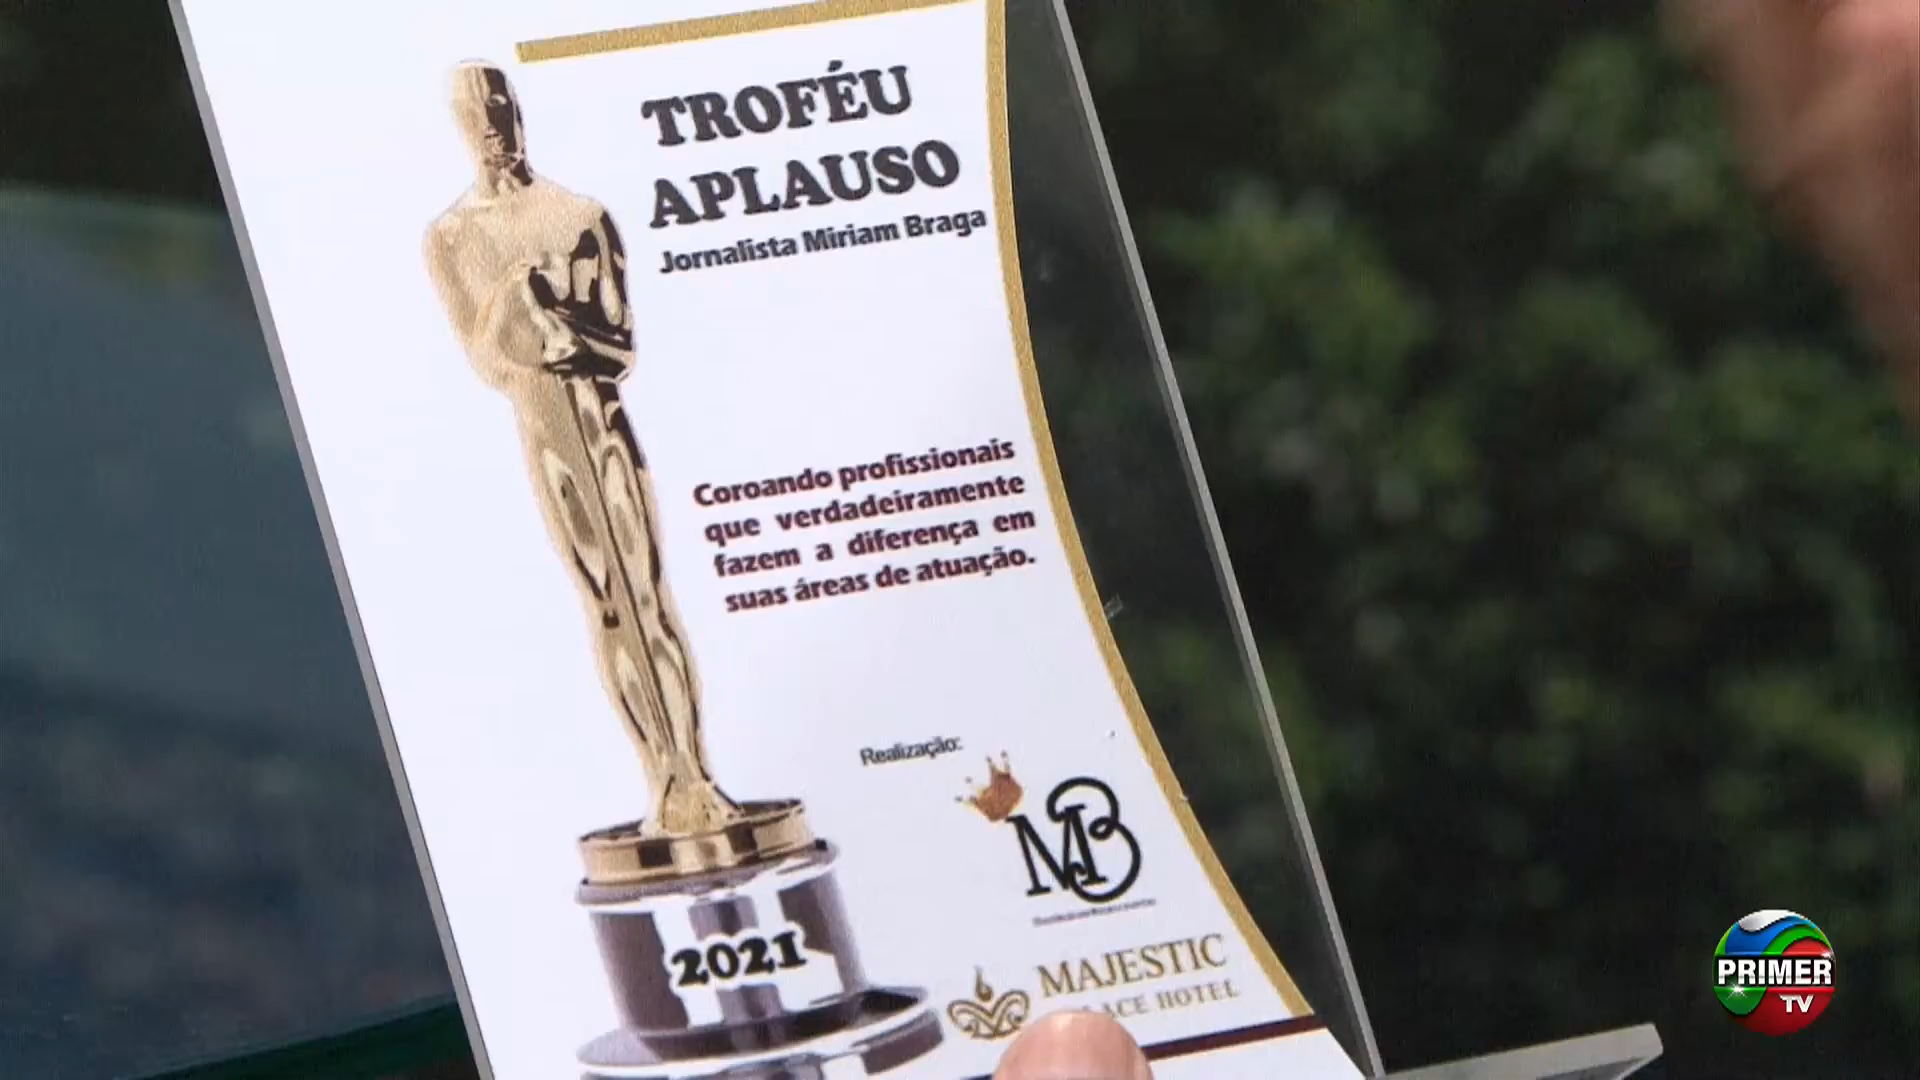 TROFÉU
APLAUSO
Jornalista Miriam Braga
Coroando profissionais
que verdadeiramente
fazem a diferença em
suas áreas de atuação.
Realização:
MB
2021
MAJESTIC
HOTEL
PRIMER
TV